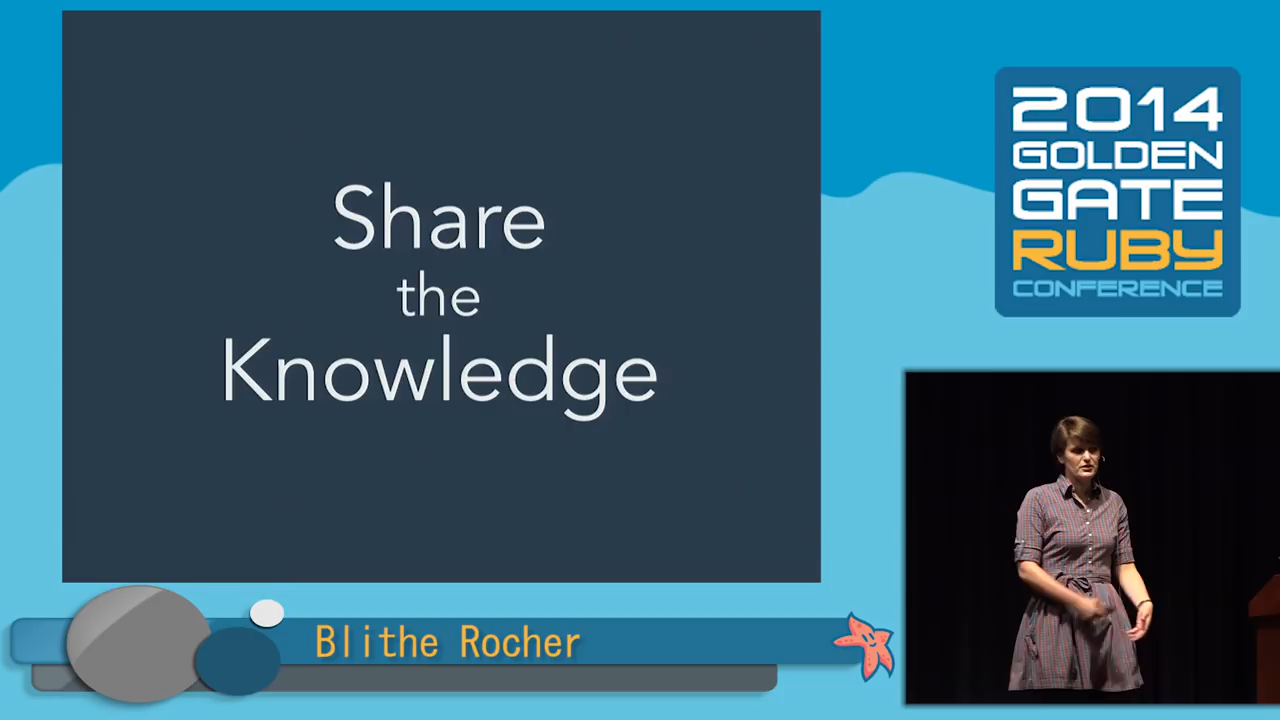 Share
the
Knowledge
2014
GOLDEN
GATE
RUBY
CONFERENCE
Blithe Rocher